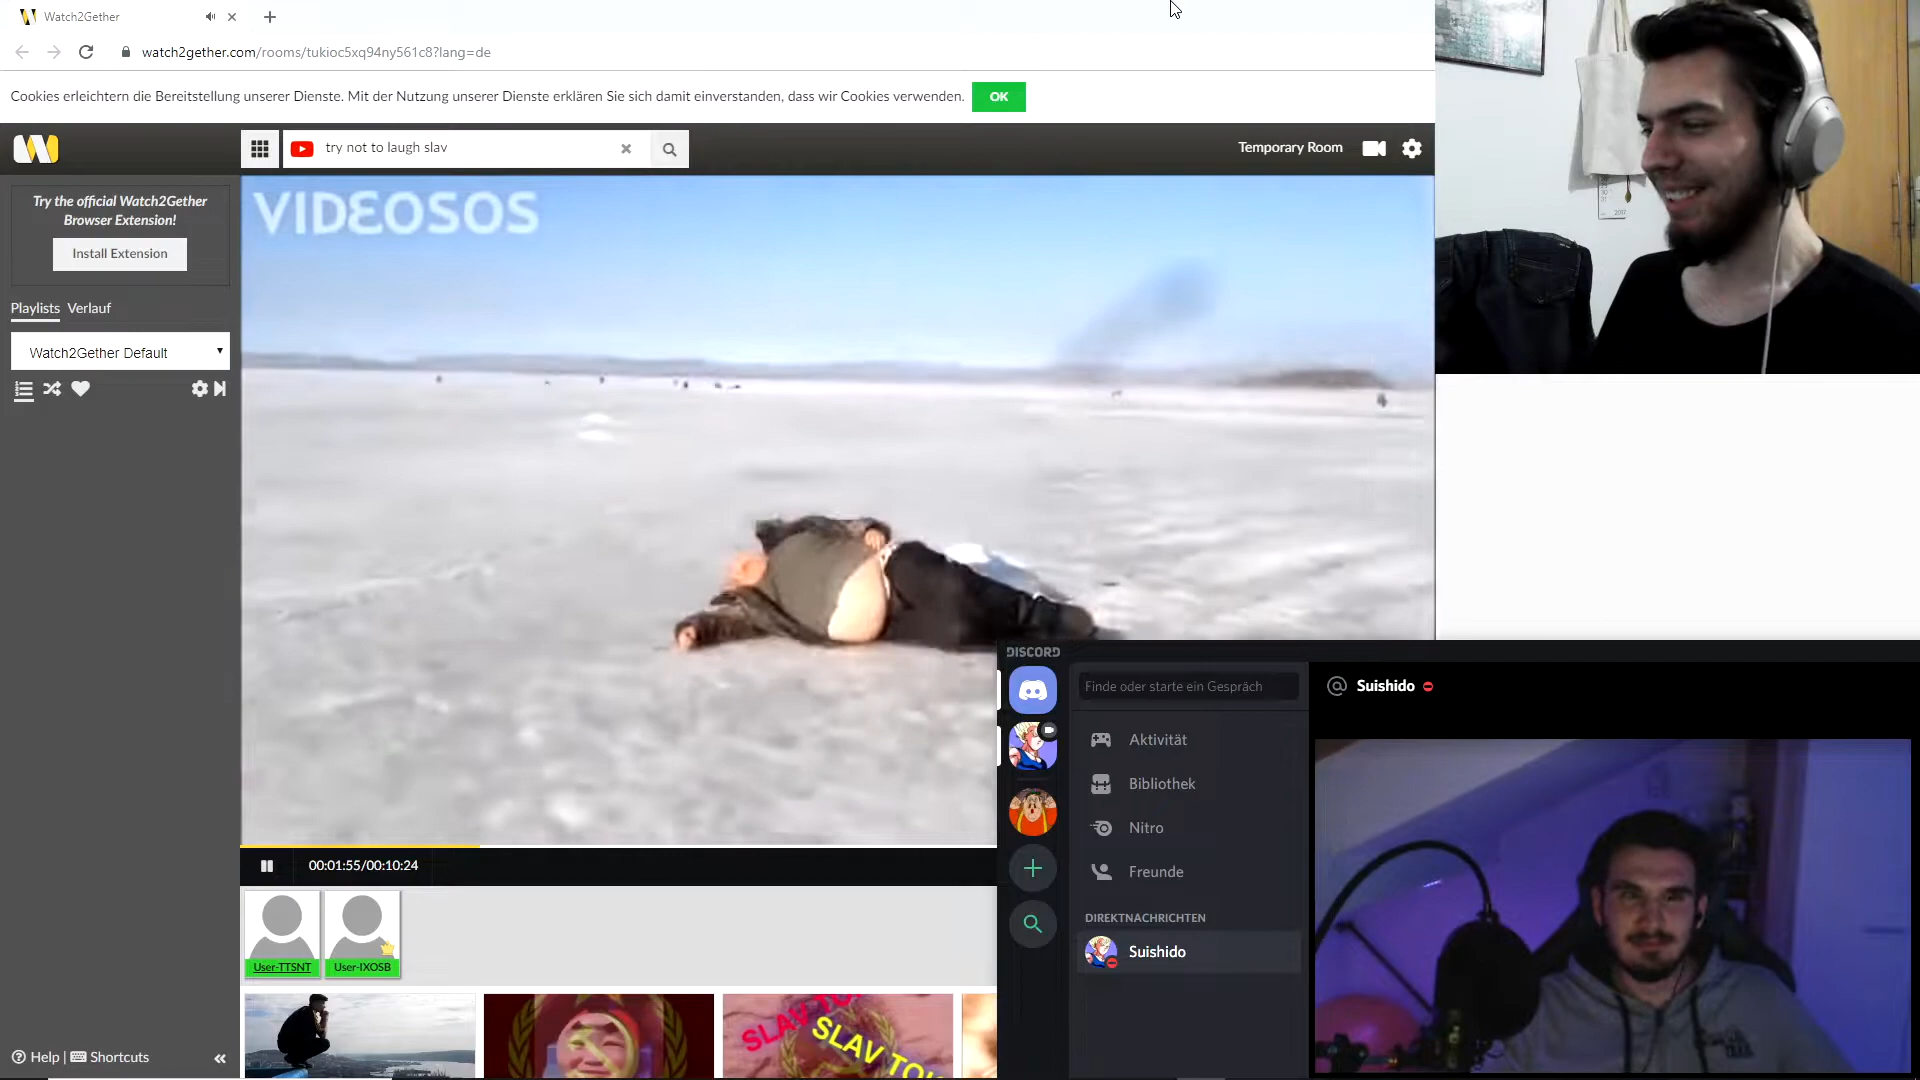 Watch2Gether
watch2gether.com/rooms/tukioc5xq94ny561c8?lang=de
Cookies erleichtern die Bereitstellung unserer Dienste. Mit der Nutzung unserer Dienste erklären Sie sich damit einverstanden, dass wir Cookies verwenden. OK
try not to laugh slav
Temporary Room
Try the official Watch2Gether
Browser Extension!
Install Extension
Playlists Verlauf
Watch2Gether Default
VIDEOSOS
2017
00:01:55/00:10:24
User-TTSNT
User-IXOSB
SLAV
SLAV
Help | Shortcuts
DISCORD
Finde oder starte ein Gespräch
Aktivität
Bibliothek
Nitro
Freunde
DIREKTNACHRICHTEN
Suishido
@ Suishido